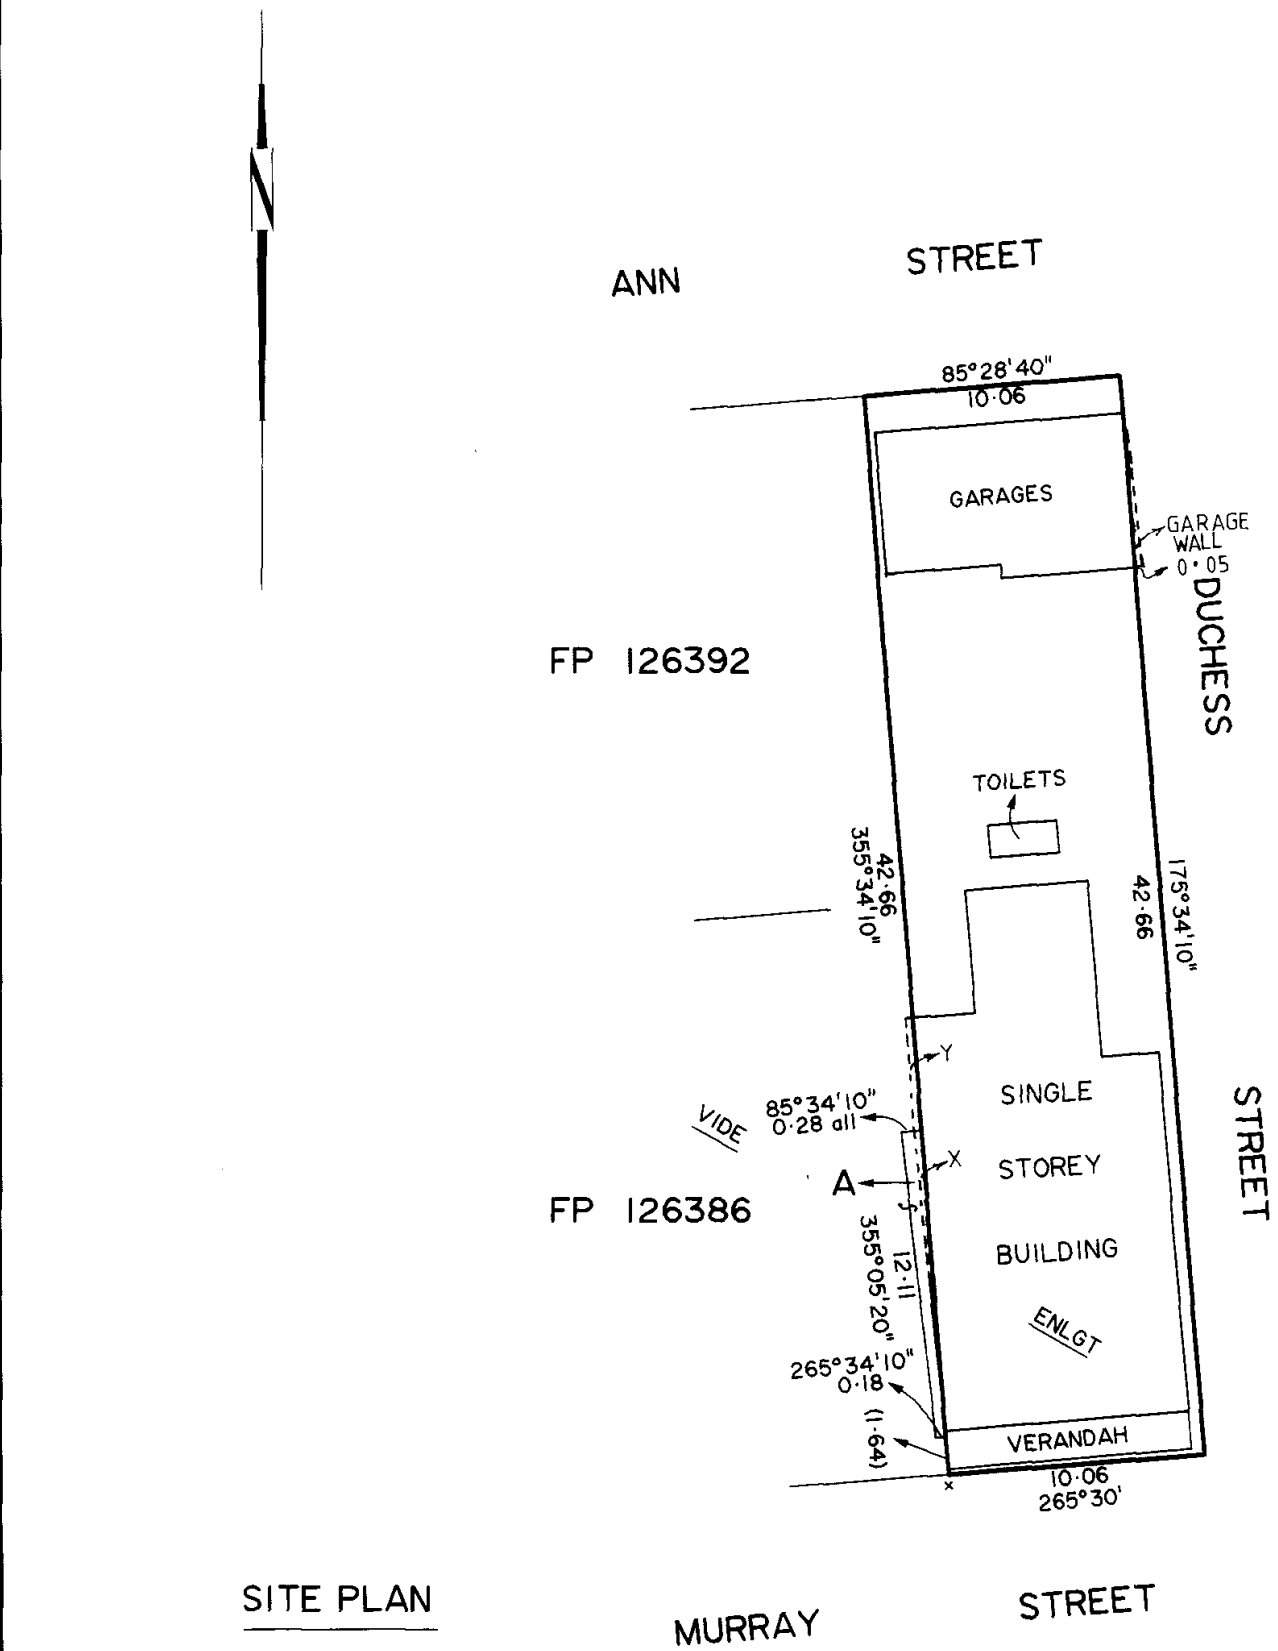 N
ANN STREET
85°28'40"
10·06
GARAGES
GARAGE
WALL
0·05
DUCHESS
FP 126392
TOILETS
42·66
355°34'10"
175°34'10"
42·66
Y
SINGLE
85°34'10"
0·28 all
VIDE
X
STOREY
A
STREET
FP 126386
355°05'20"
12·11
BUILDING
ENLGT
265°34'10"
0·18
(1·64)
VERANDAH
x
10·06
265°30'
SITE PLAN
MURRAY STREET